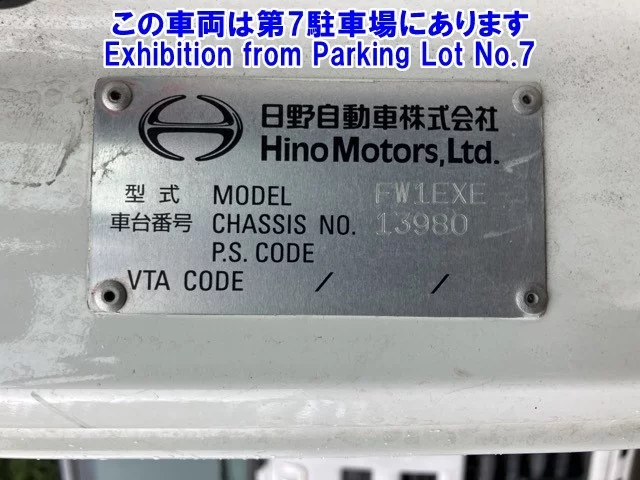 この車両は第7駐車場にあります
Exhibition from Parking Lot No.7
日野自動車株式会社
Hino Motors, Ltd.
型式 MODEL FW1EXE
車台番号 CHASSIS NO. 13980
P.S. CODE
VTA CODE / /